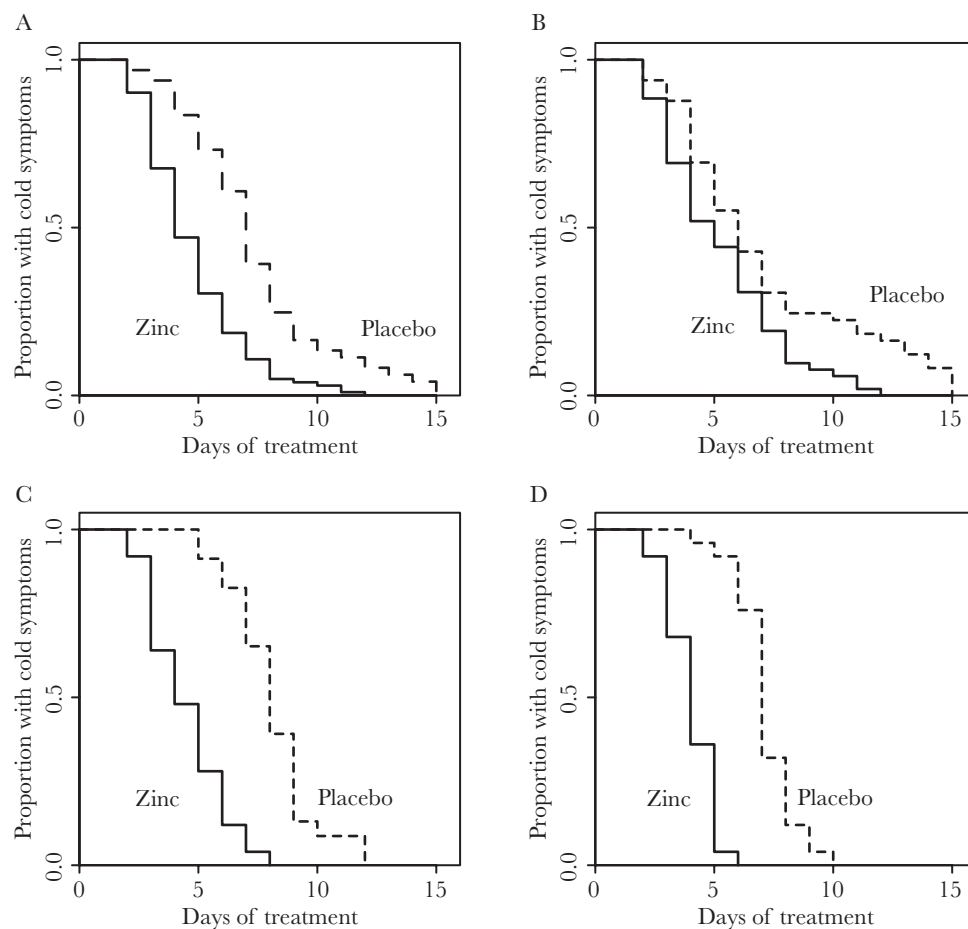 A
Proportion with cold symptoms
1.0
0.5
0.0
Zinc
Placebo
0 5 10 15
Days of treatment
B
Proportion with cold symptoms
1.0
0.5
0.0
Placebo
Zinc
0 5 10 15
Days of treatment
C
Proportion with cold symptoms
1.0
0.5
0.0
Zinc Placebo
0 5 10 15
Days of treatment
D
Proportion with cold symptoms
1.0
0.5
0.0
Zinc Placebo
0 5 10 15
Days of treatment